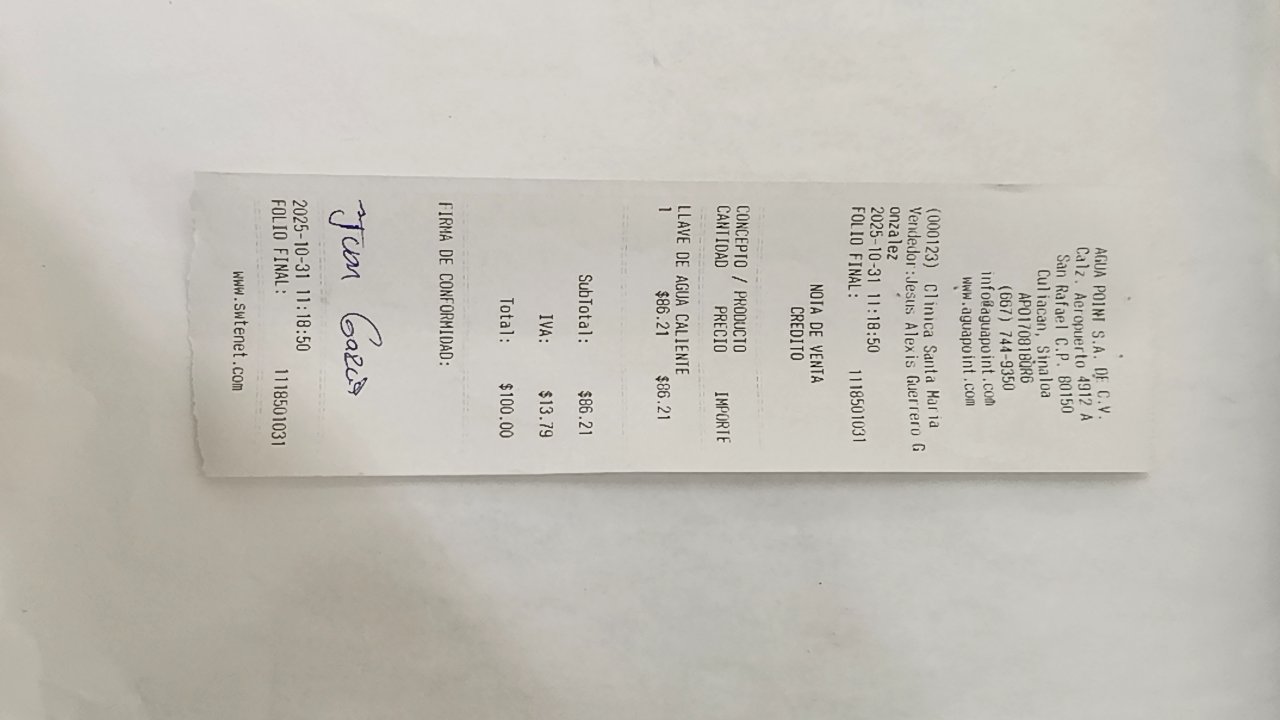 AGUA POINT S.A. DE C.V.
Calz. Aeropuerto 4912 A
San Rafael C.P. 80150
Culiacan, Sinaloa
APO170818QR6
(667) 744-9350
info@aguapoint.com
www.aguapoint.com
(000123) Clinica Santa Maria
Vendedor:Jesus Alexis Guerrero G
onzalez
2025-10-31 11:18:50
FOLIO FINAL: 1118501031
NOTA DE VENTA
CREDITO
CONCEPTO / PRODUCTO
CANTIDAD PRECIO IMPORTE
LLAVE DE AGUA CALIENTE
1 $86.21 $86.21
SubTotal: $86.21
IVA: $13.79
Total: $100.00
FIRMA DE CONFORMIDAD:
2025-10-31 11:18:50
FOLIO FINAL: 1118501031
www.swtenet.com